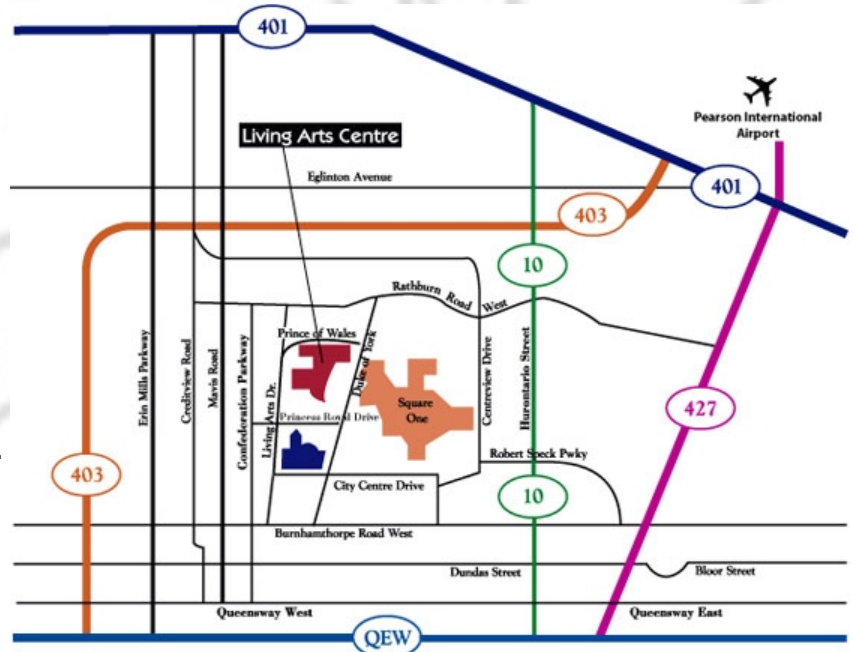 401
Pearson International
Airport
Living Arts Centre
Eglinton Avenue
401
403
10
Rathburn Road West
Prince of Wales
Duke of York
Erin Mills Parkway
Creditview Road
Mavis Road
Confederation Parkway
Living Arts Dr.
Centreview Drive
Hurontario Street
Square
One
427
Princess Royal Drive
Robert Speck Pwky
403
City Centre Drive
10
Burnhamthorpe Road West
Dundas Street
Bloor Street
Queensway West
Queensway East
QEW